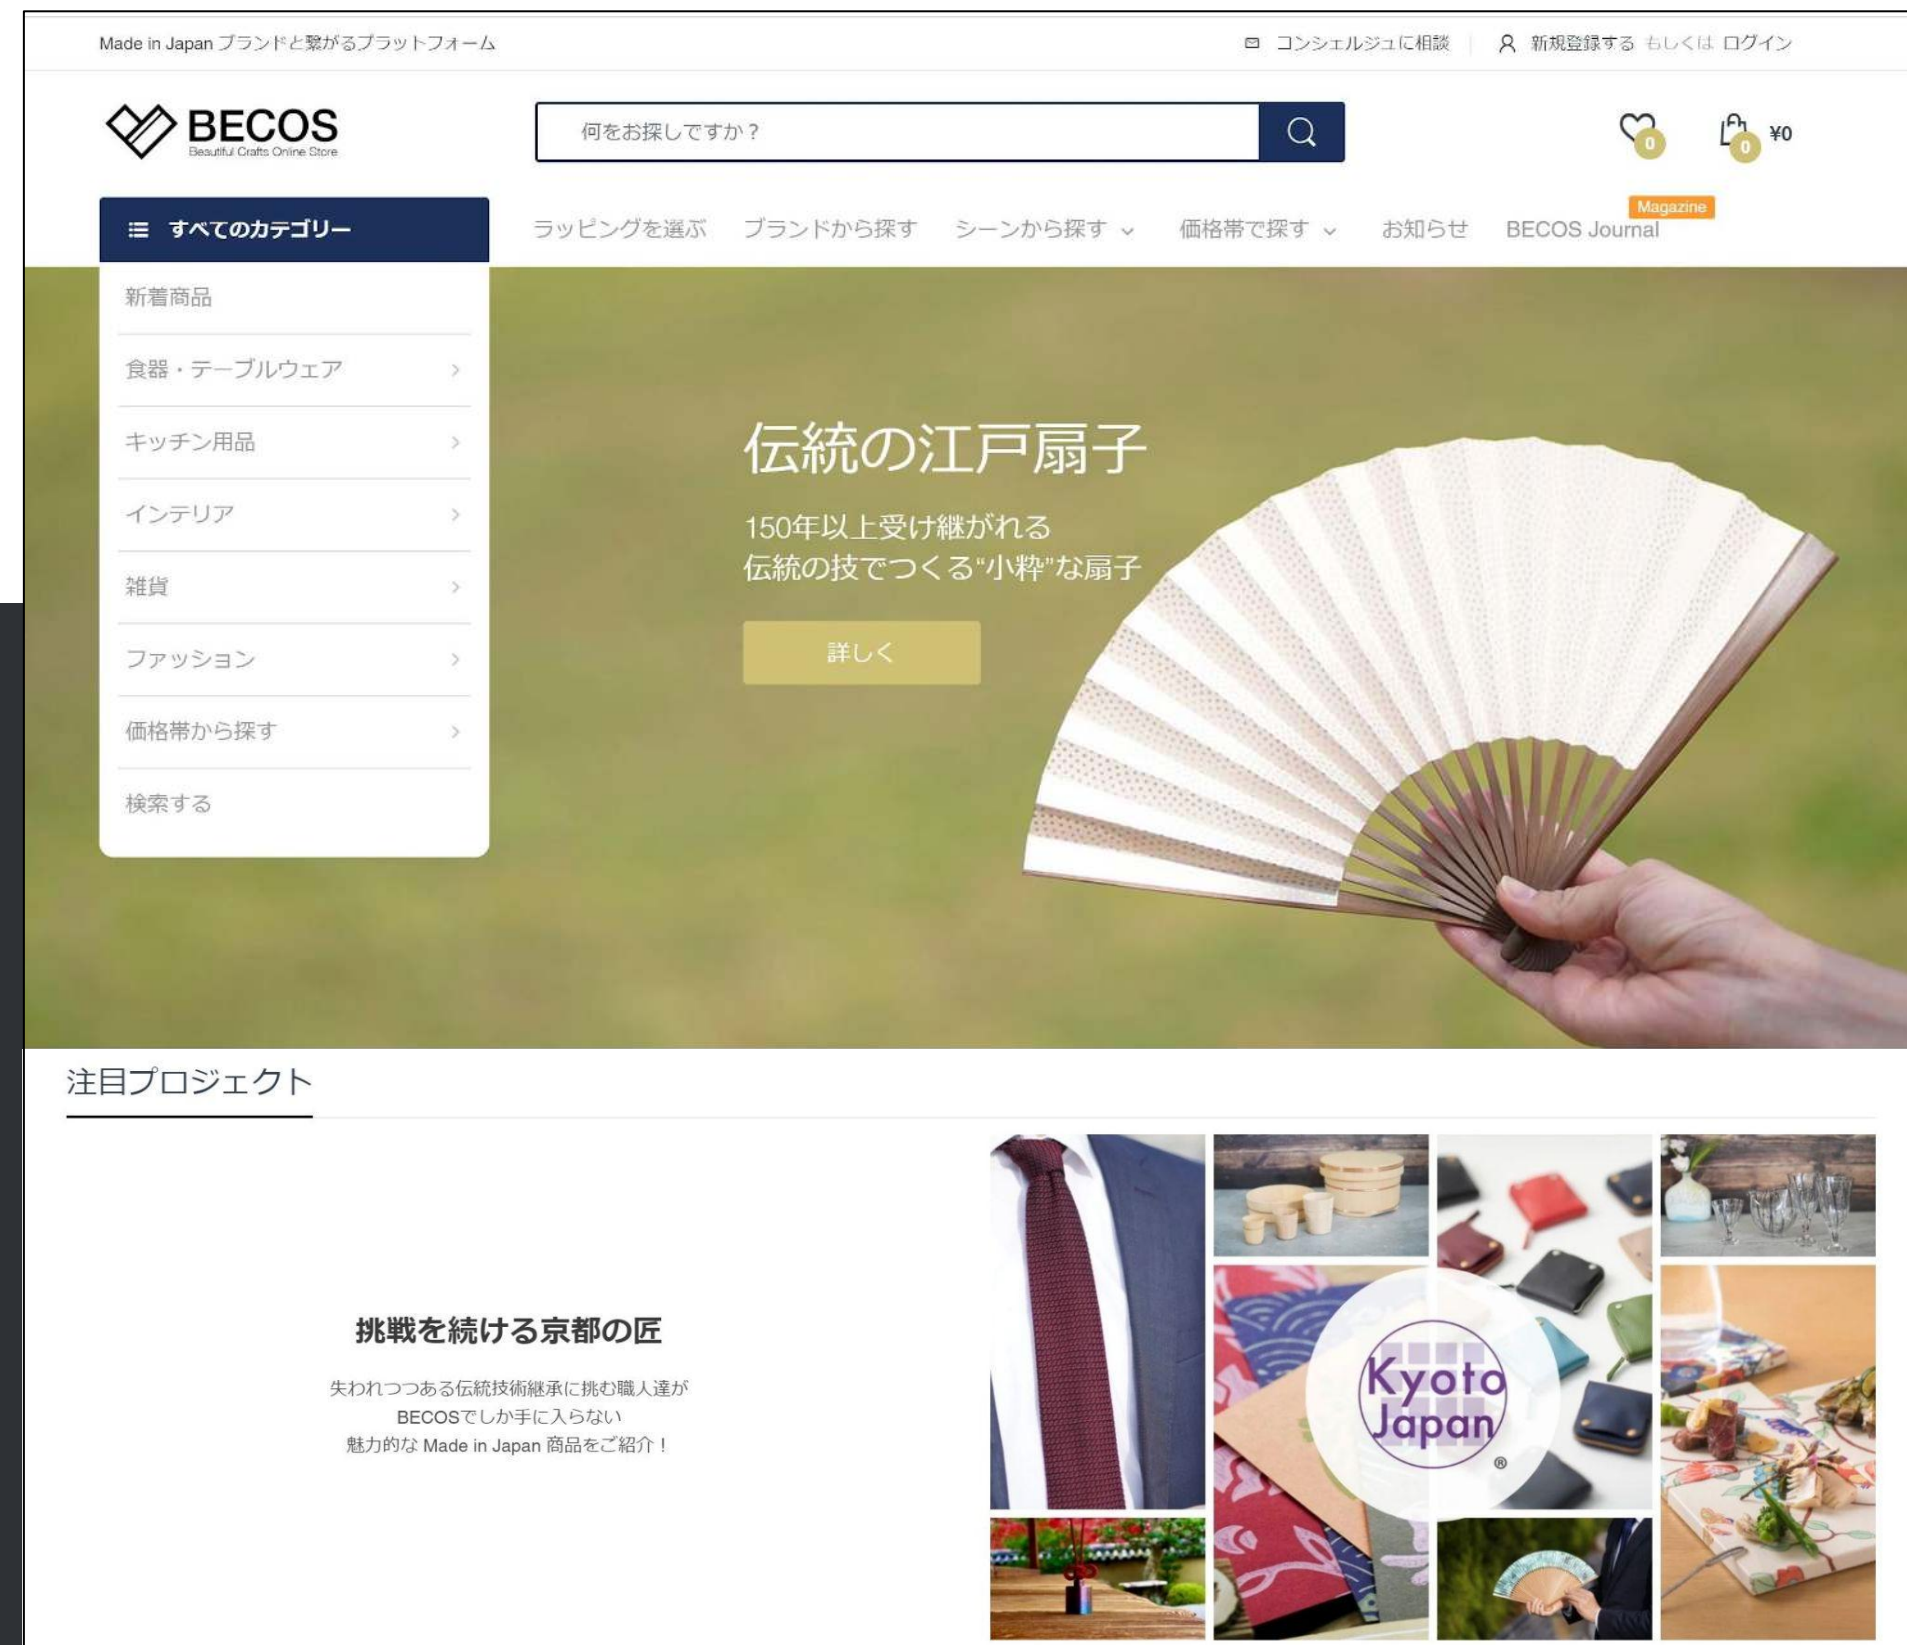 Made in Japan ブランドと繋がるプラットフォーム
コンシェルジュに相談
新規登録する もしくは ログイン
BECOS
Beautiful Crafts Online Store
何をお探しですか？
0
0
¥0
すべてのカテゴリー
ラッピングを選ぶ
ブランドから探す
シーンから探す
価格帯で探す
お知らせ
BECOS Journal
Magazine
新着商品
食器・テーブルウェア
キッチン用品
インテリア
雑貨
ファッション
価格帯から探す
検索する
伝統の江戸扇子
150年以上受け継がれる
伝統の技でつくる“小粋”な扇子
詳しく
注目プロジェクト
挑戦を続ける京都の匠
失われつつある伝統技術継承に挑む職人達が
BECOSでしか手に入らない
魅力的な Made in Japan 商品をご紹介！
Kyoto
Japan
®